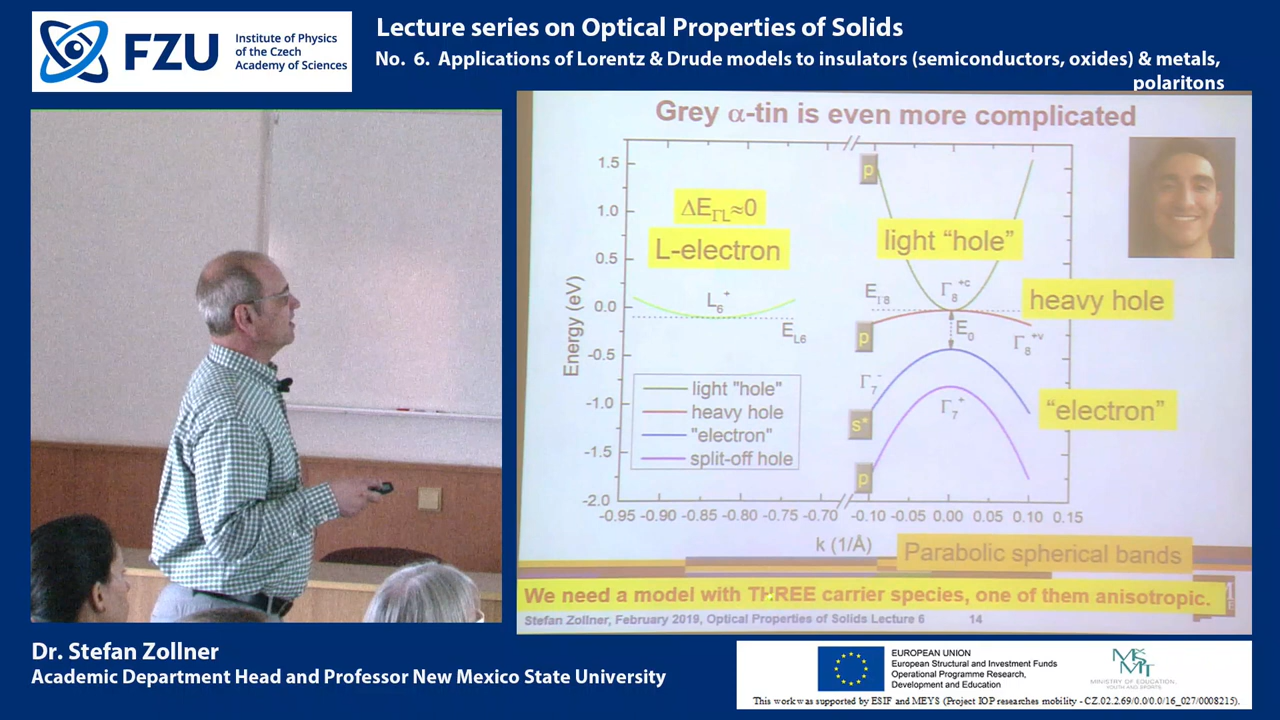 FZU
Institute of Physics
of the Czech
Academy of Sciences
Lecture series on Optical Properties of Solids
No. 6. Applications of Lorentz & Drude models to insulators (semiconductors, oxides) & metals,
polaritons
Grey α-tin is even more complicated
Energy (eV)
1.5
1.0
0.5
0.0
-0.5
-1.0
-1.5
-2.0
ΔE_ΓL≈0
L-electron
L₆⁺
E_L6
p
light "hole"
E_Γ8
Γ₈⁺ᶜ
heavy hole
p
E₀
Γ₈⁺ᵛ
Γ₇⁻
"electron"
s*
Γ₇⁺
p
light "hole"
heavy hole
"electron"
split-off hole
-0.95 -0.90 -0.85 -0.80 -0.75 -0.70 -0.10 -0.05 0.00 0.05 0.10 0.15
k (1/Å)
Parabolic spherical bands
We need a model with THREE carrier species, one of them anisotropic.
Stefan Zollner, February 2019, Optical Properties of Solids Lecture 6 14
Dr. Stefan Zollner
Academic Department Head and Professor New Mexico State University
EUROPEAN UNION
European Structural and Investment Funds
Operational Programme Research,
Development and Education
MINISTRY OF EDUCATION,
YOUTH AND SPORTS
This work was supported by ESIF and MEYS (Project IOP researches mobility - CZ.02.2.69/0.0/0.0/16_027/0008215).